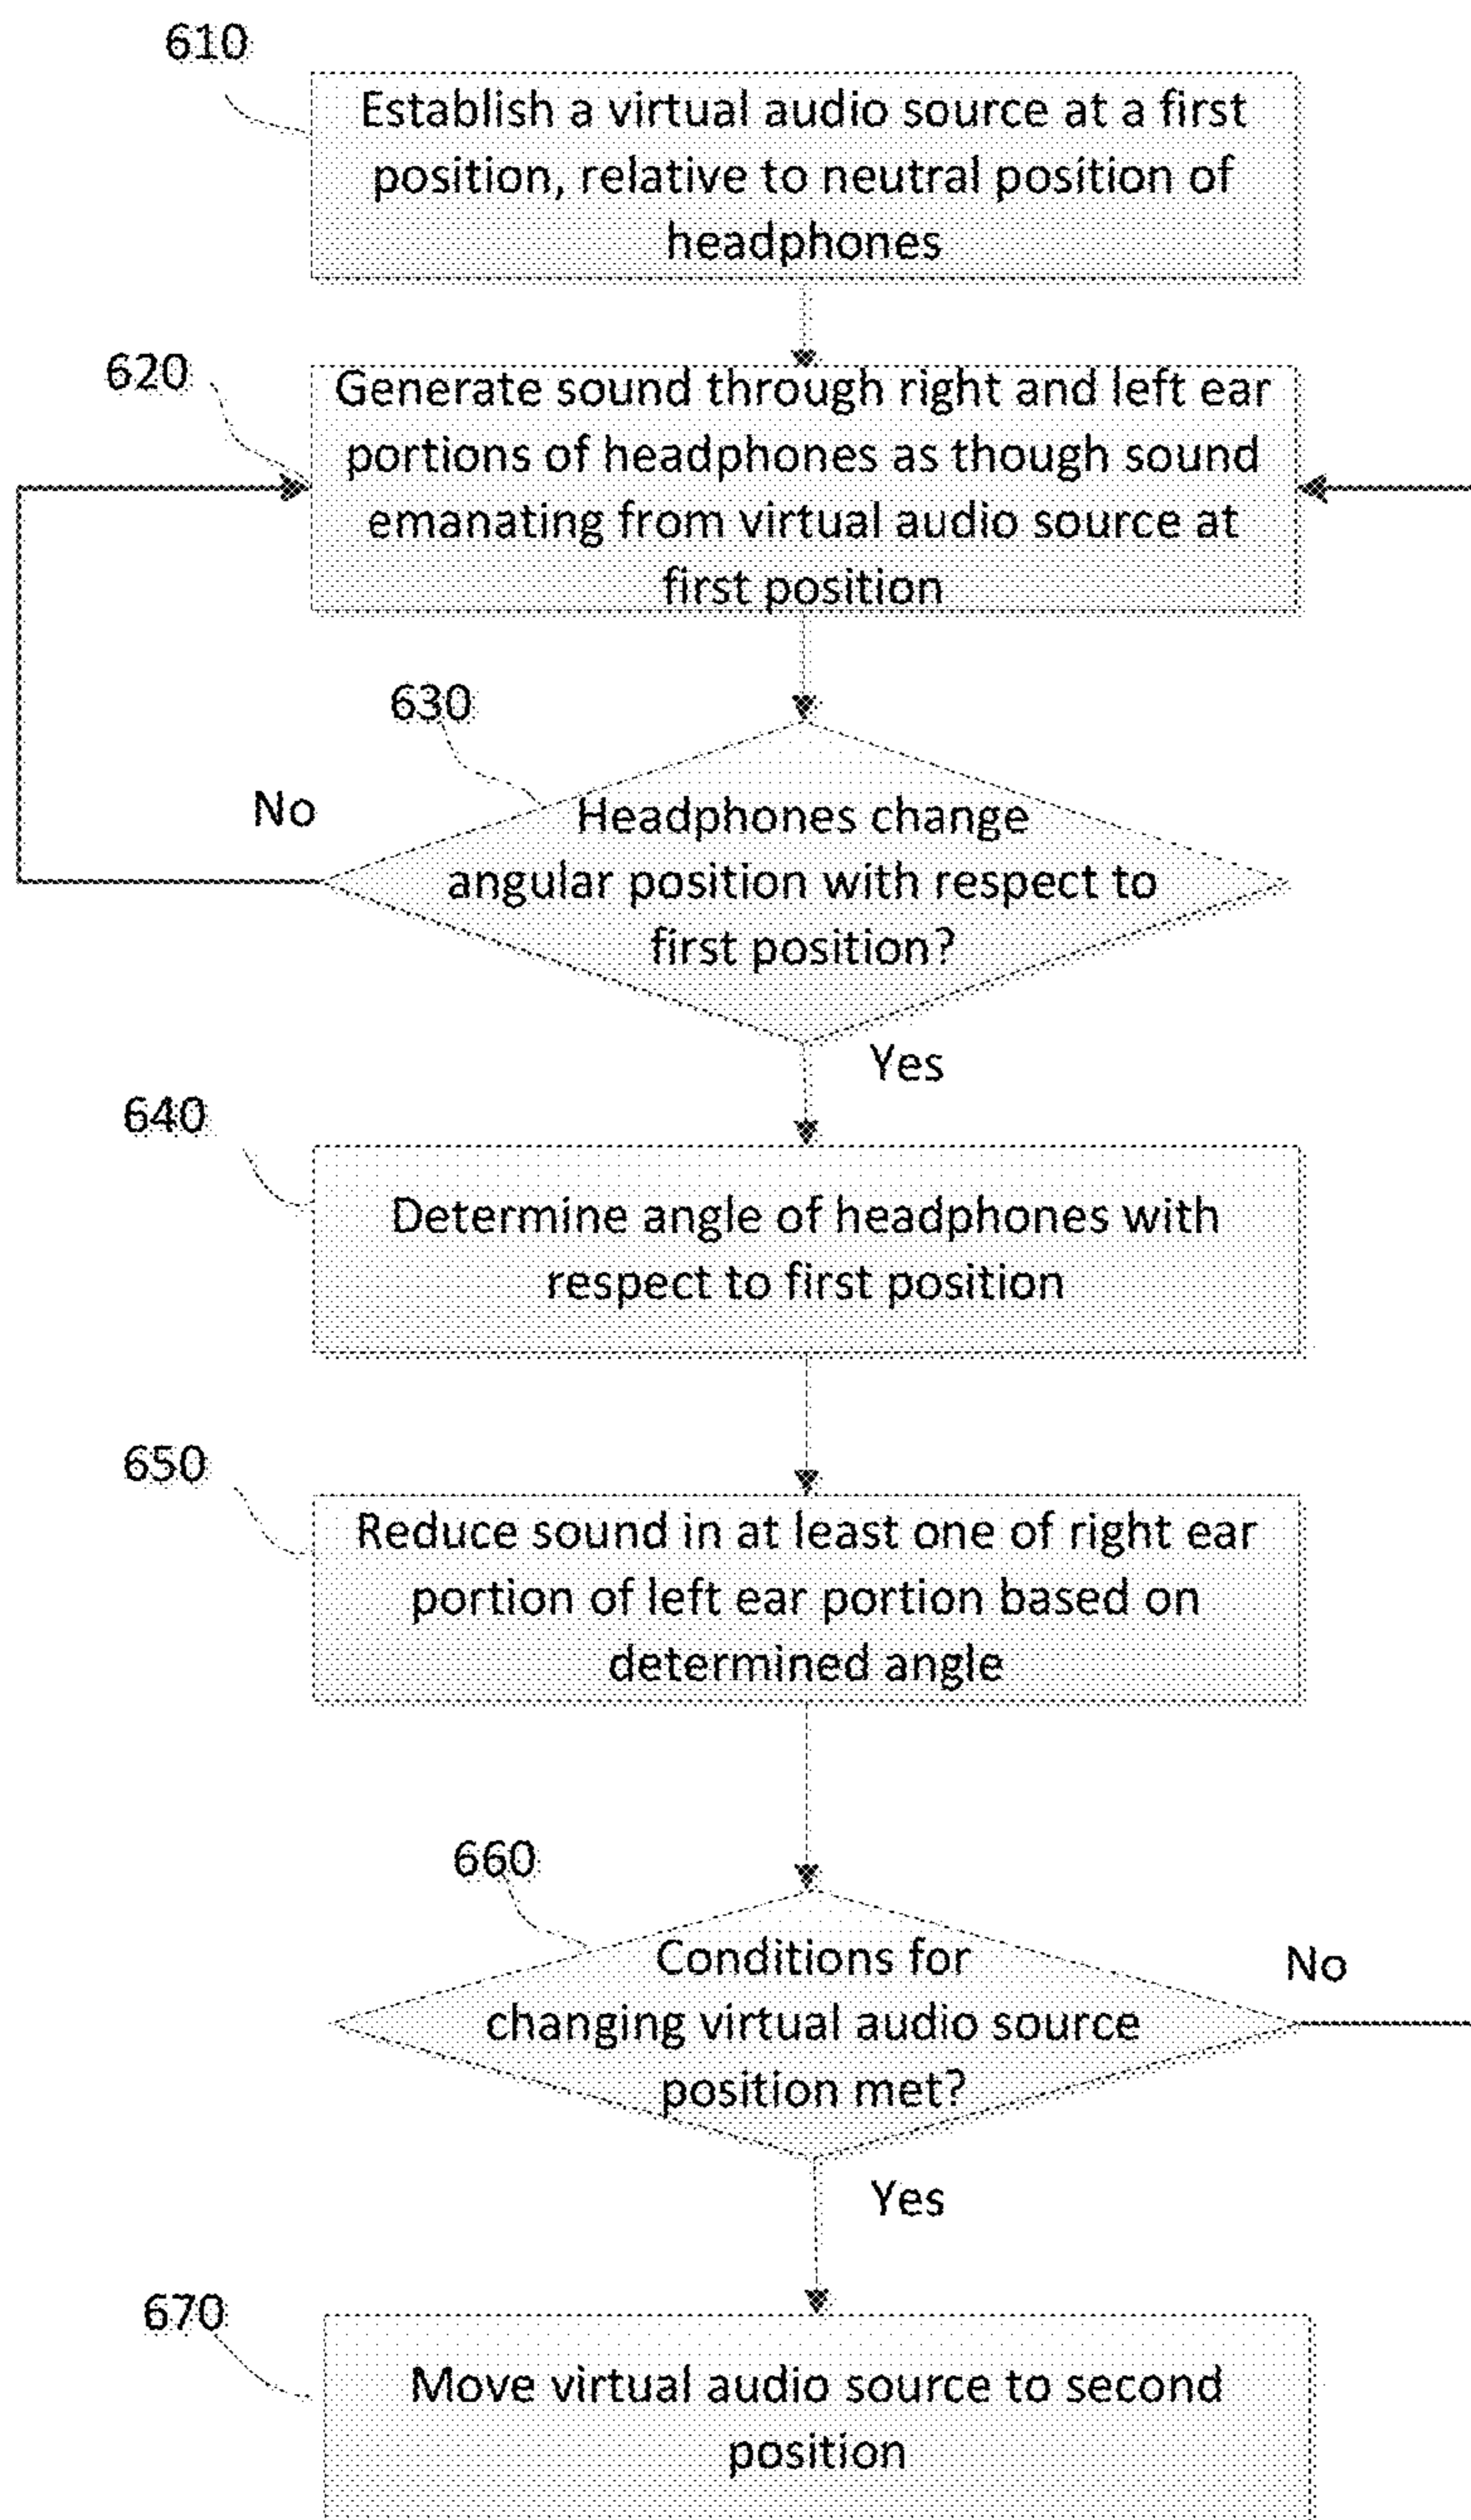 610
Establish a virtual audio source at a first
position, relative to neutral position of
headphones
620
Generate sound through right and left ear
portions of headphones as though sound
emanating from virtual audio source at
first position
630
No
Headphones change
angular position with respect to
first position?
Yes
640
Determine angle of headphones with
respect to first position
650
Reduce sound in at least one of right ear
portion of left ear portion based on
determined angle
660
Conditions for
changing virtual audio source
position met?
No
Yes
670
Move virtual audio source to second
position